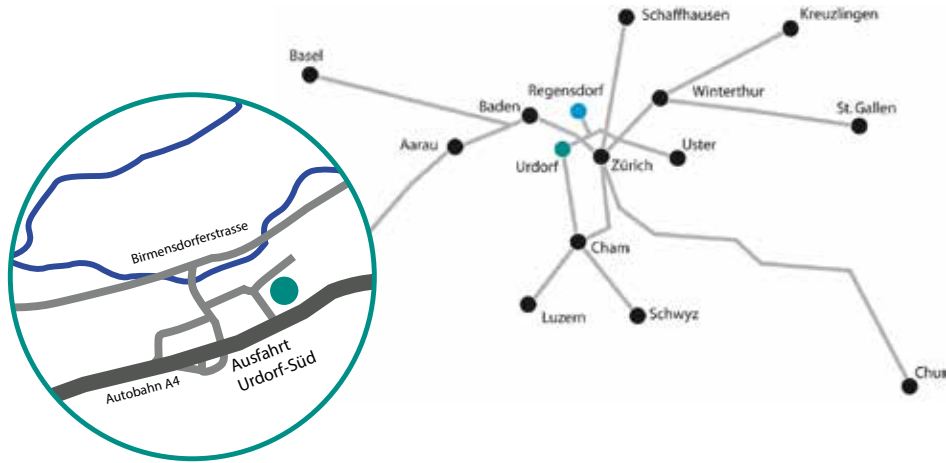 Schaffhausen
Kreuzlingen
Basel
Regensdorf
Winterthur
Baden
St. Gallen
Aarau
Urdorf
Zürich
Uster
Cham
Luzern
Schwyz
Chur
Birmensdorferstrasse
Ausfahrt
Urdorf-Süd
Autobahn A4